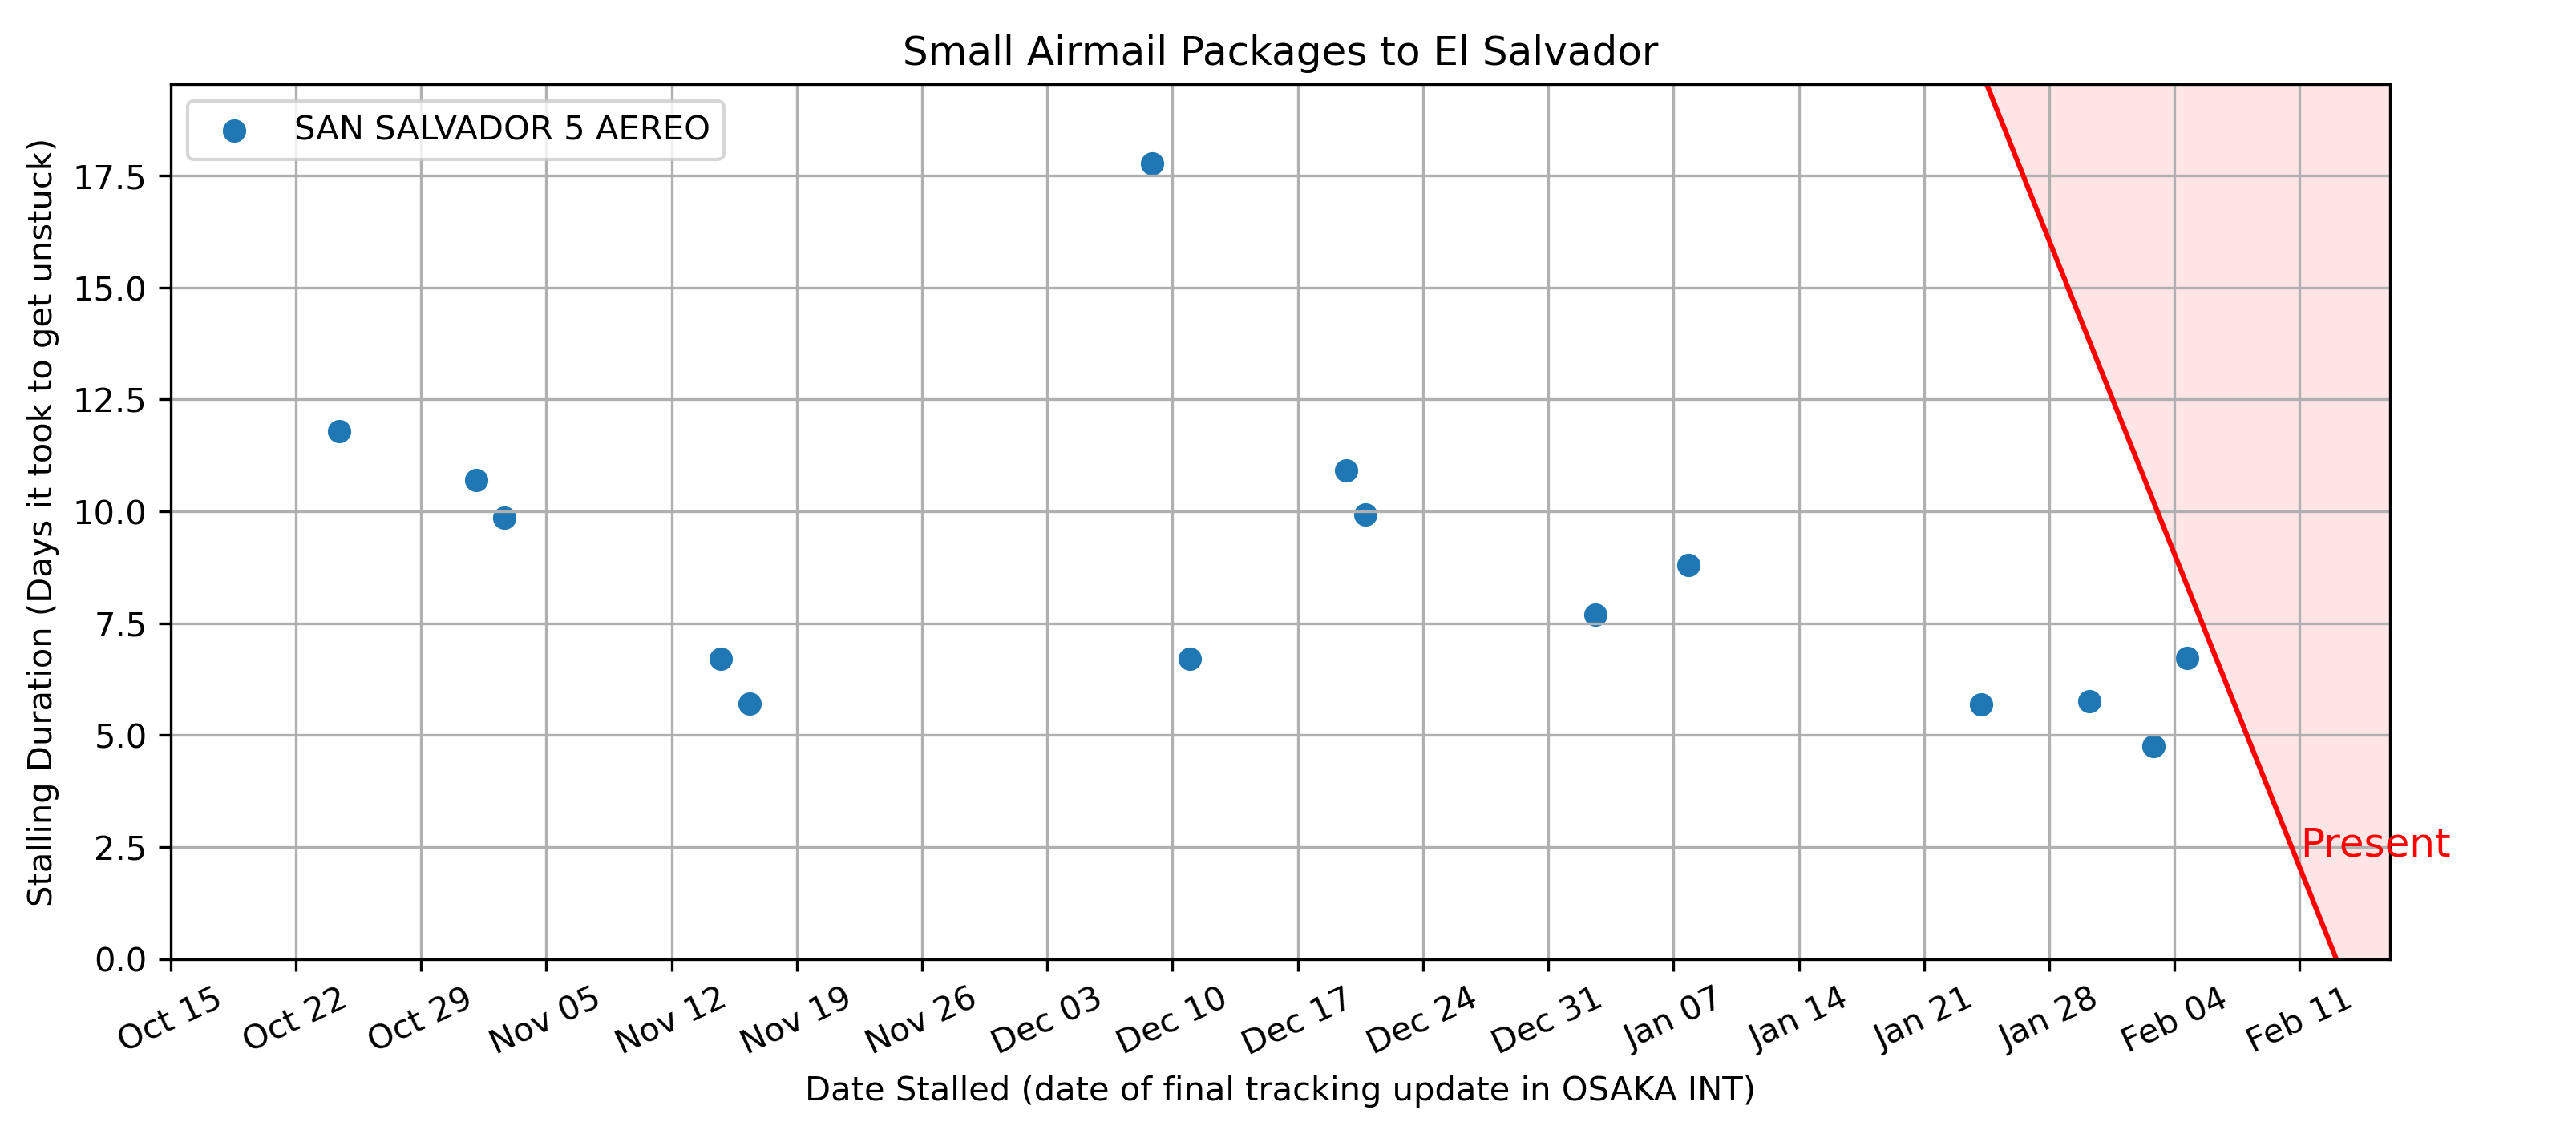 Small Airmail Packages to El Salvador
SAN SALVADOR 5 AEREO
Stalling Duration (Days it took to get unstuck)
17.5
15.0
12.5
10.0
7.5
5.0
2.5
0.0
Present
Oct 15
Oct 22
Oct 29
Nov 05
Nov 12
Nov 19
Nov 26
Dec 03
Dec 10
Dec 17
Dec 24
Dec 31
Jan 07
Jan 14
Jan 21
Jan 28
Feb 04
Feb 11
Date Stalled (date of final tracking update in OSAKA INT)